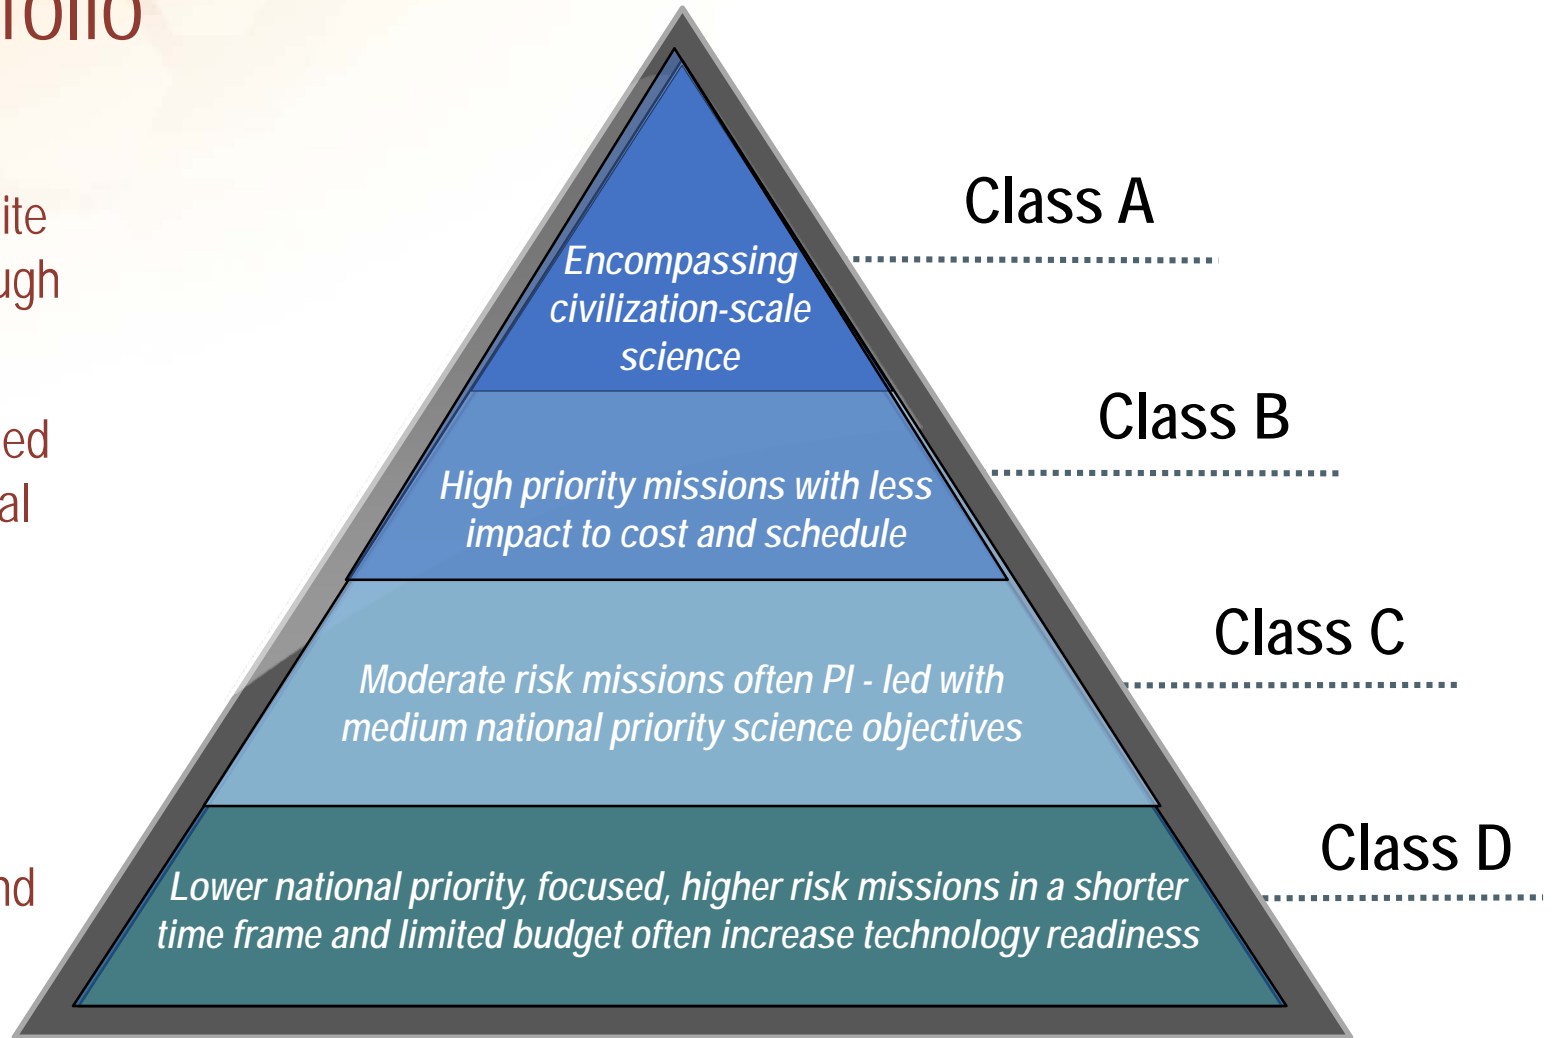 Class A
Encompassing
civilization-scale
science
Class B
High priority missions with less
impact to cost and schedule
Class C
Moderate risk missions often PI - led with
medium national priority science objectives
Class D
Lower national priority, focused, higher risk missions in a shorter
time frame and limited budget often increase technology readiness